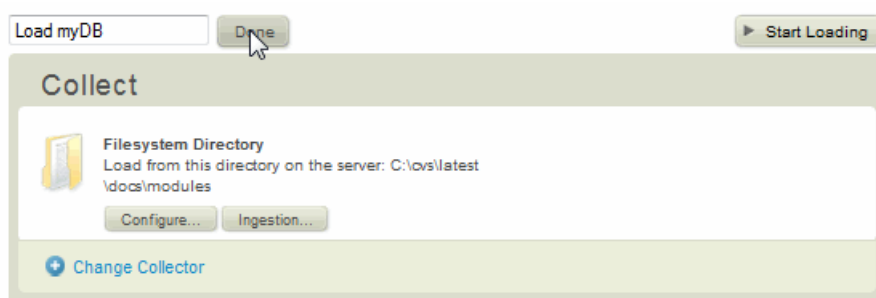 Load myDB Done Start Loading
Collect
Filesystem Directory
Load from this directory on the server: C:\cvs\latest
\docs\modules
Configure... Ingestion...
Change Collector